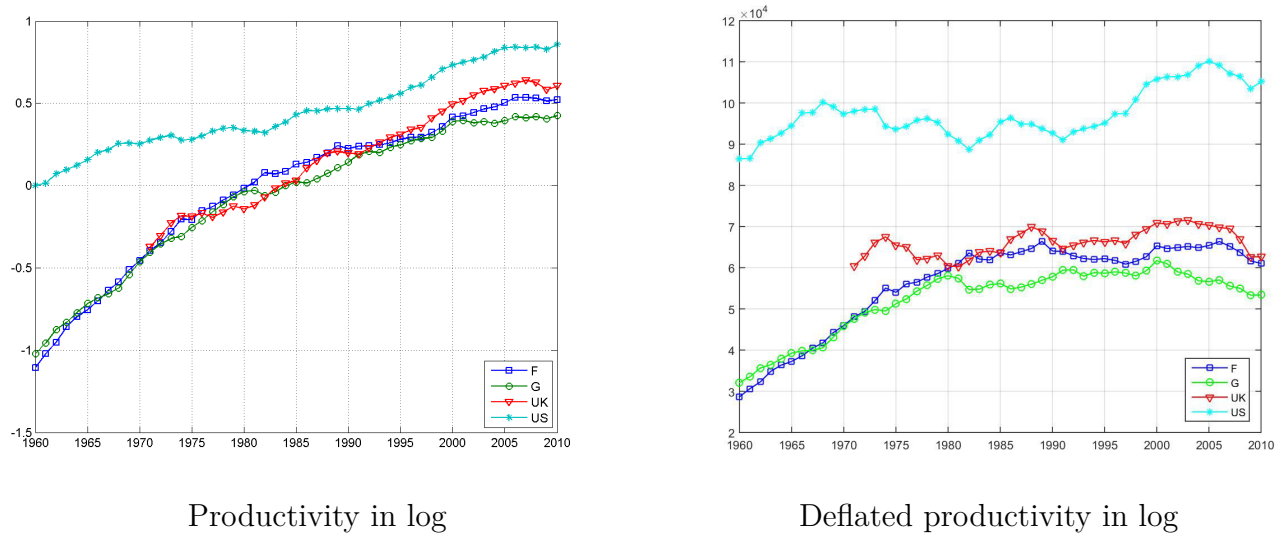 1
0.5
0
-0.5
-1
-1.5
1960 1965 1970 1975 1980 1985 1990 1995 2000 2005 2010
F
G
UK
US
Productivity in log
×10⁴
12
11
10
9
8
7
6
5
4
3
2
1960 1965 1970 1975 1980 1985 1990 1995 2000 2005 2010
F
G
UK
US
Deflated productivity in log